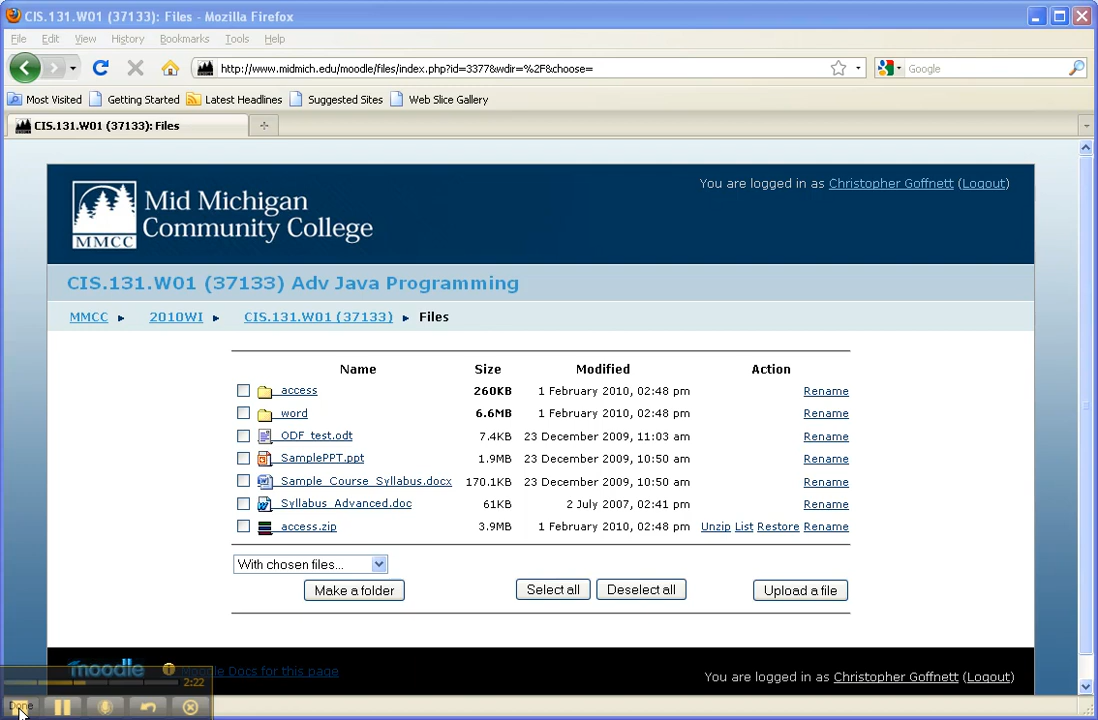 CIS.131.W01 (37133): Files - Mozilla Firefox
File Edit View History Bookmarks Tools Help
http://www.midmich.edu/moodle/files/index.php?id=3377&wdir=%2F&choose=
Google
Most Visited Getting Started Latest Headlines Suggested Sites Web Slice Gallery
CIS.131.W01 (37133): Files
You are logged in as Christopher Goffnett (Logout)
Mid Michigan
Community College
MMCC
CIS.131.W01 (37133) Adv Java Programming
MMCC ► 2010WI ► CIS.131.W01 (37133) ► Files
Name Size Modified Action
access 260KB 1 February 2010, 02:48 pm Rename
word 6.6MB 1 February 2010, 02:48 pm Rename
ODF_test.odt 7.4KB 23 December 2009, 11:03 am Rename
SamplePPT.ppt 1.9MB 23 December 2009, 10:50 am Rename
Sample_Course_Syllabus.docx 170.1KB 23 December 2009, 10:50 am Rename
Syllabus_Advanced.doc 61KB 2 July 2007, 02:41 pm Rename
access.zip 3.9MB 1 February 2010, 02:48 pm Unzip List Restore Rename
With chosen files...
Make a folder Select all Deselect all Upload a file
moodle Moodle Docs for this page
You are logged in as Christopher Goffnett (Logout)
2:22
Done